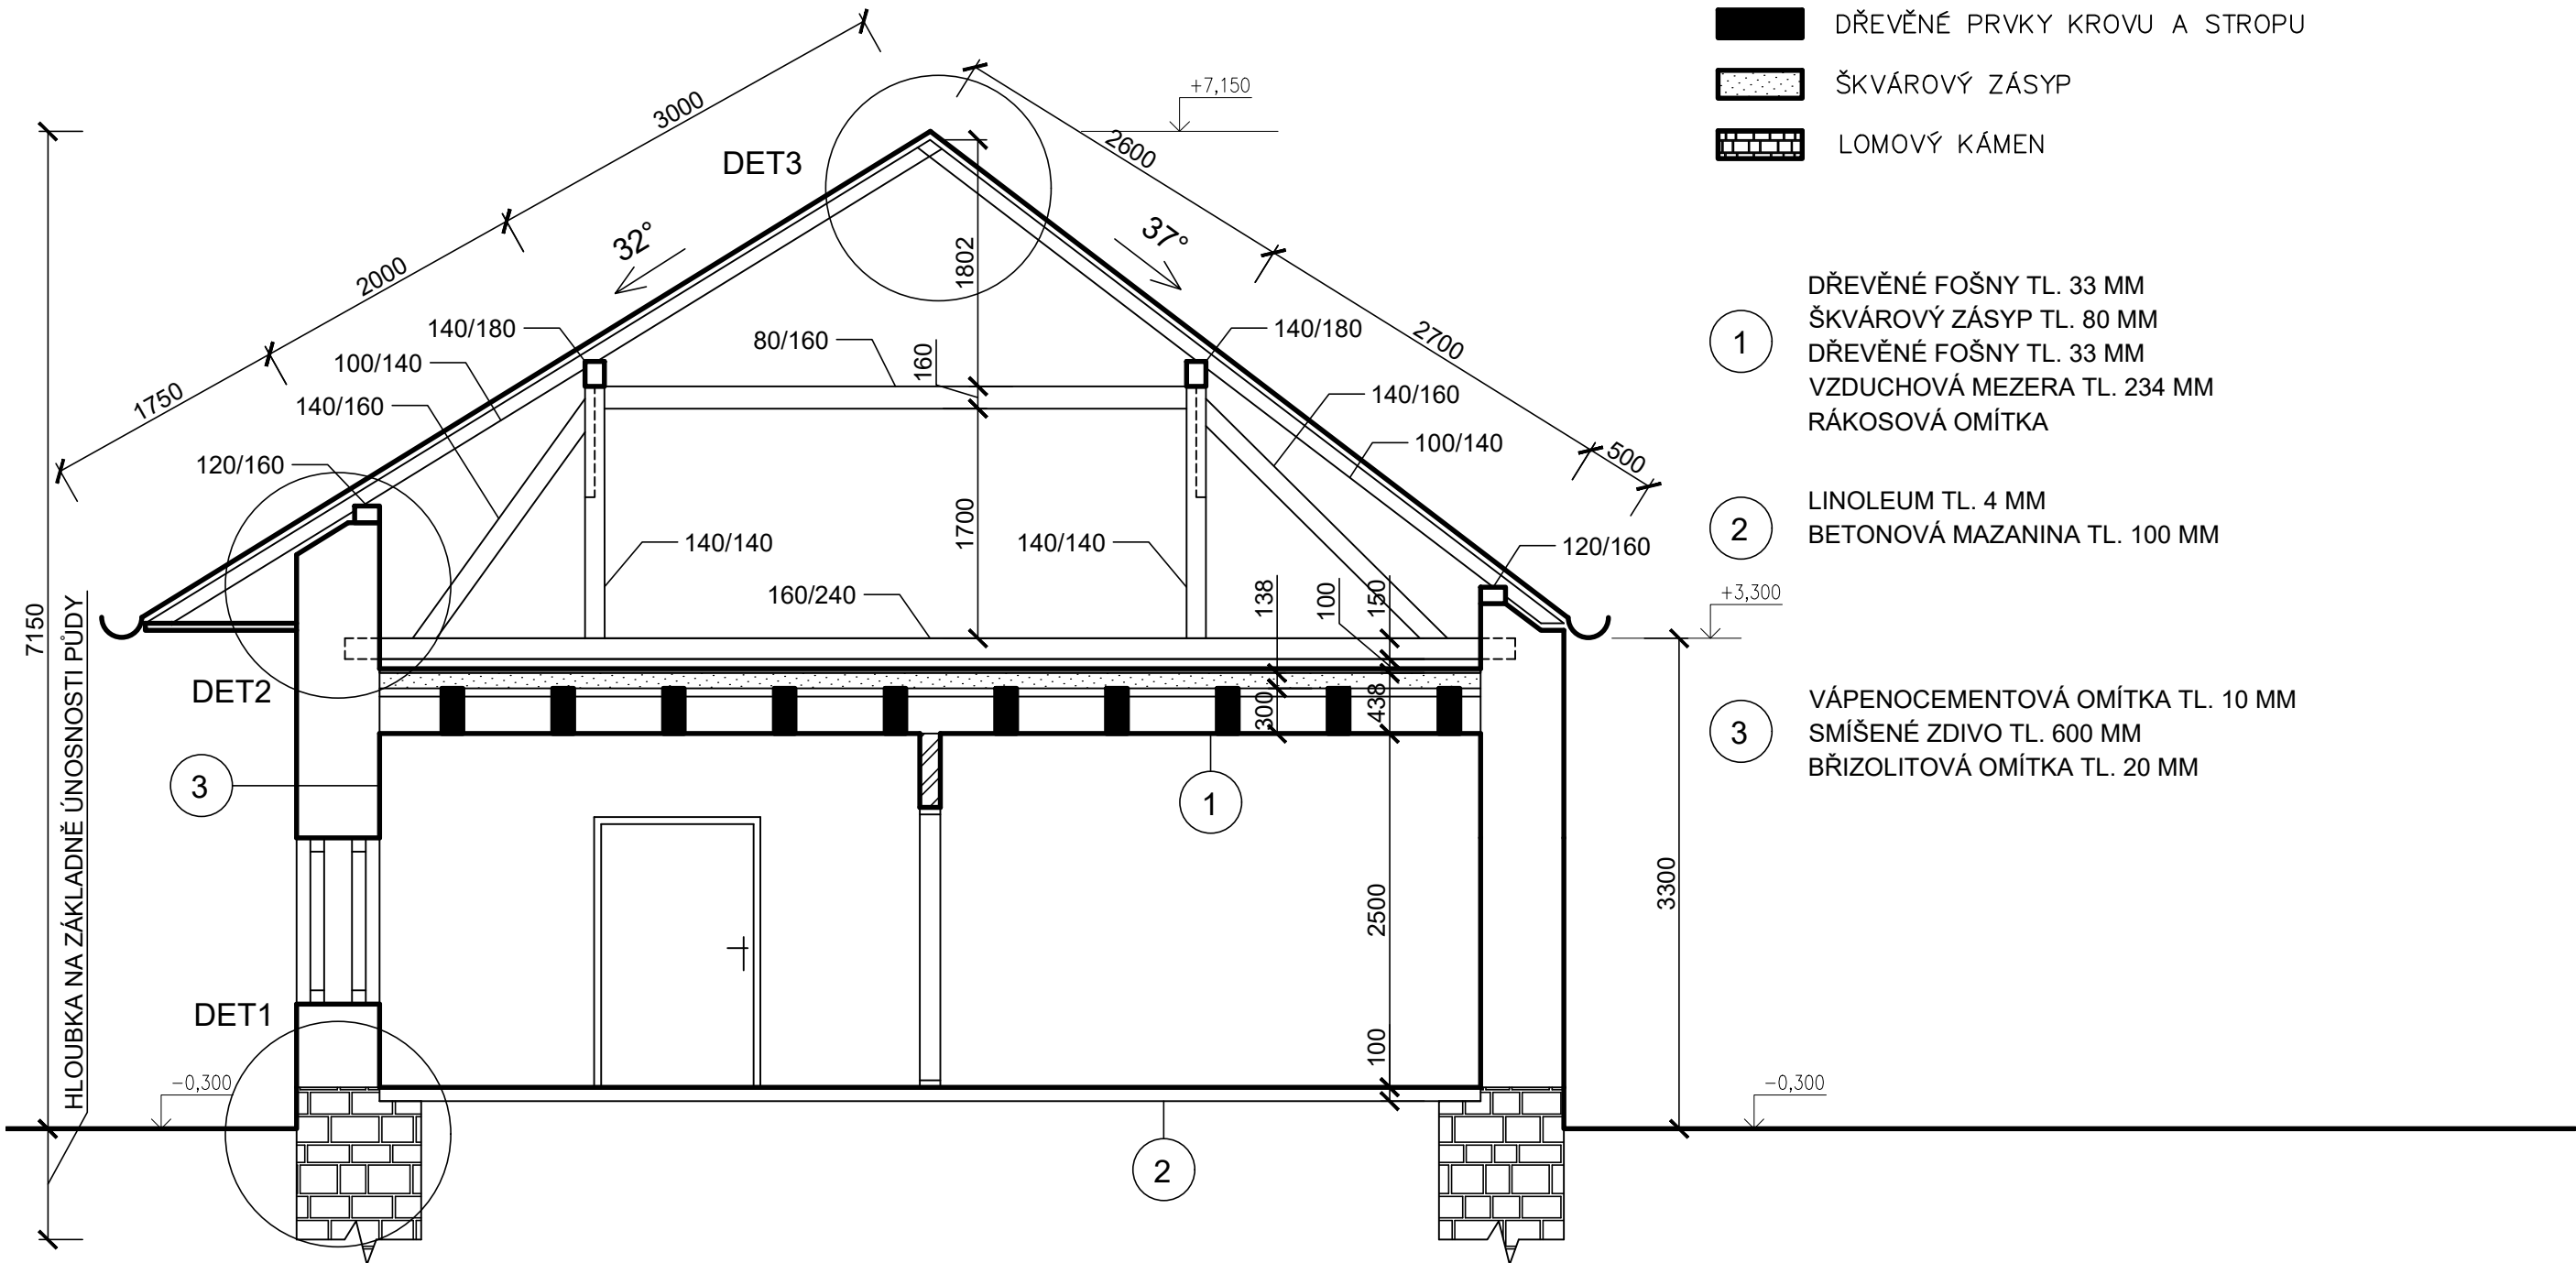 DŘEVĚNÉ PRVKY KROVU A STROPU
ŠKVÁROVÝ ZÁSYP
LOMOVÝ KÁMEN
3000
2000
1750
DET3
+7,150
2600
2700
500
32°
37°
1802
160
1700
140/180
100/140
140/160
120/160
80/160
140/180
140/160
100/140
120/160
140/140
140/140
160/240
138
100
150
300
438
+3,300
7150
HLOUBKA NA ZÁKLADNĚ ÚNOSNOSTI PŮDY
DET2
3
1
2500
3300
DET1
100
-0,300
-0,300
2
1
DŘEVĚNÉ FOŠNY TL. 33 MM
ŠKVÁROVÝ ZÁSYP TL. 80 MM
DŘEVĚNÉ FOŠNY TL. 33 MM
VZDUCHOVÁ MEZERA TL. 234 MM
RÁKOSOVÁ OMÍTKA
2
LINOLEUM TL. 4 MM
BETONOVÁ MAZANINA TL. 100 MM
3
VÁPENOCEMENTOVÁ OMÍTKA TL. 10 MM
SMÍŠENÉ ZDIVO TL. 600 MM
BŘIZOLITOVÁ OMÍTKA TL. 20 MM